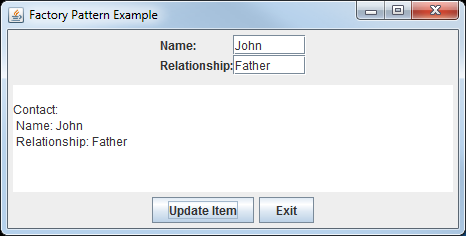 Factory Pattern Example
Name: John
Relationship: Father
Contact:
Name: John
Relationship: Father
Update Item Exit